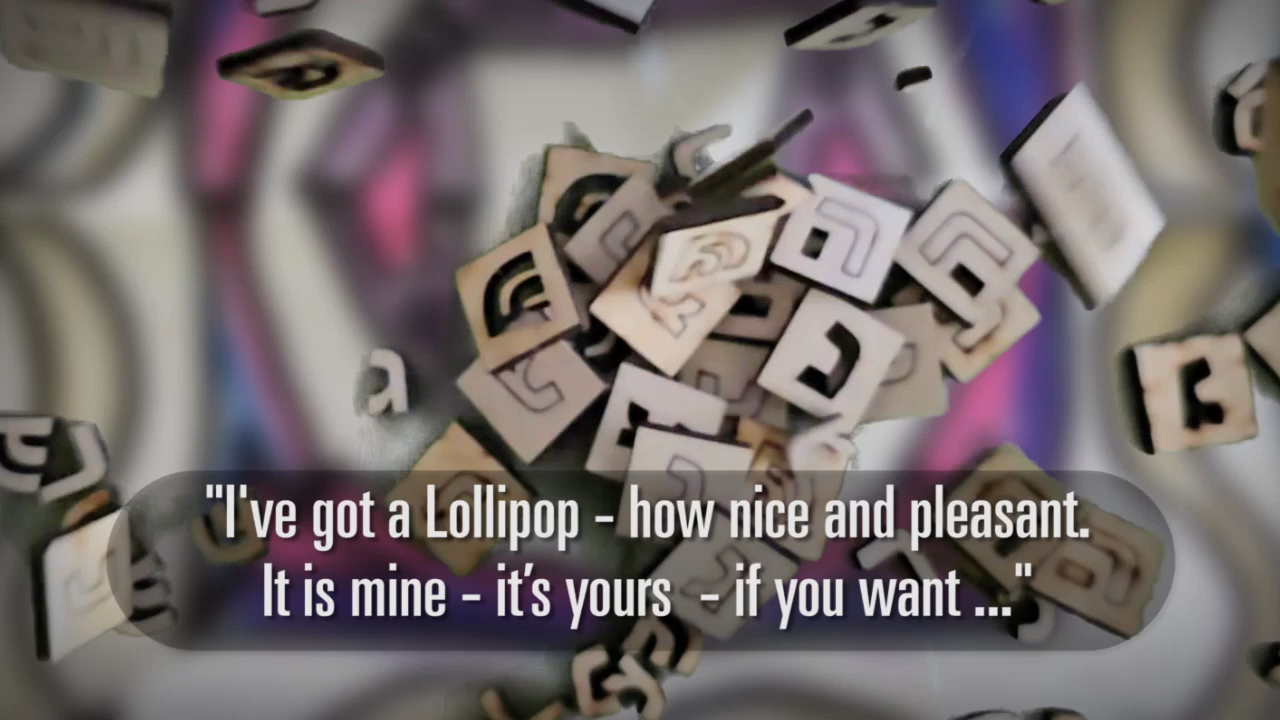 "I've got a Lollipop - how nice and pleasant.
It is mine - it's yours  - if you want ..."